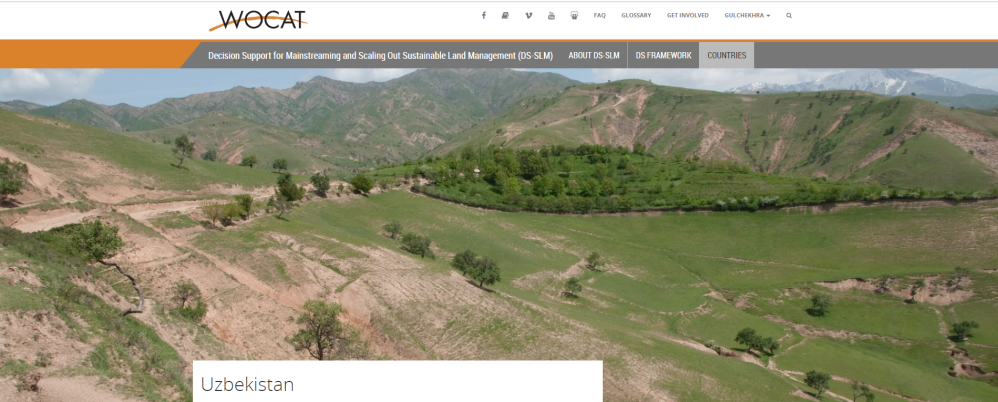 WOCAT
FAQ GLOSSARY GET INVOLVED GULCHEKHRA
Decision Support for Mainstreaming and Scaling Out Sustainable Land Management (DS-SLM) ABOUT DS-SLM DS FRAMEWORK COUNTRIES
Uzbekistan